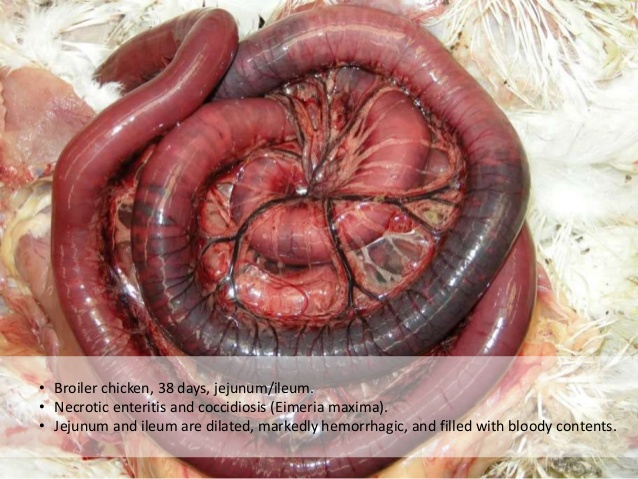 • Broiler chicken, 38 days, jejunum/ileum.
• Necrotic enteritis and coccidiosis (Eimeria maxima).
• Jejunum and ileum are dilated, markedly hemorrhagic, and filled with bloody contents.